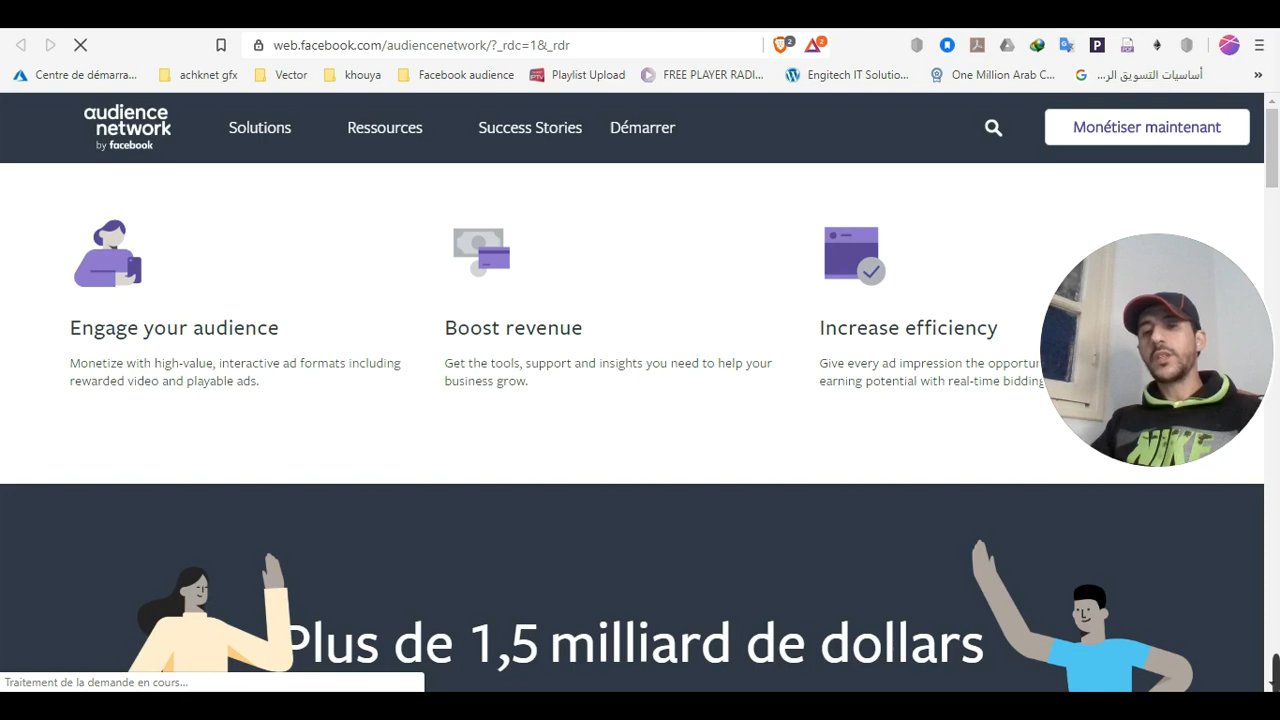 web.facebook.com/audiencenetwork/?_rdc=1&_rdr
2
2
Centre de démarra...
achknet gfx
Vector
khouya
Facebook audience
Playlist Upload
FREE PLAYER RADI...
Engitech IT Solutio...
One Million Arab C...
أساسيات التسويق الر...
»
audience
network
by facebook
Solutions
Ressources
Success Stories
Démarrer
Monétiser maintenant
Engage your audience
Monetize with high-value, interactive ad formats including
rewarded video and playable ads.
Boost revenue
Get the tools, support and insights you need to help your
business grow.
Increase efficiency
Give every ad impression the
earning potential with real-time bidding
NIKE
Plus de 1,5 milliard de dollars
Traitement de la demande en cours...